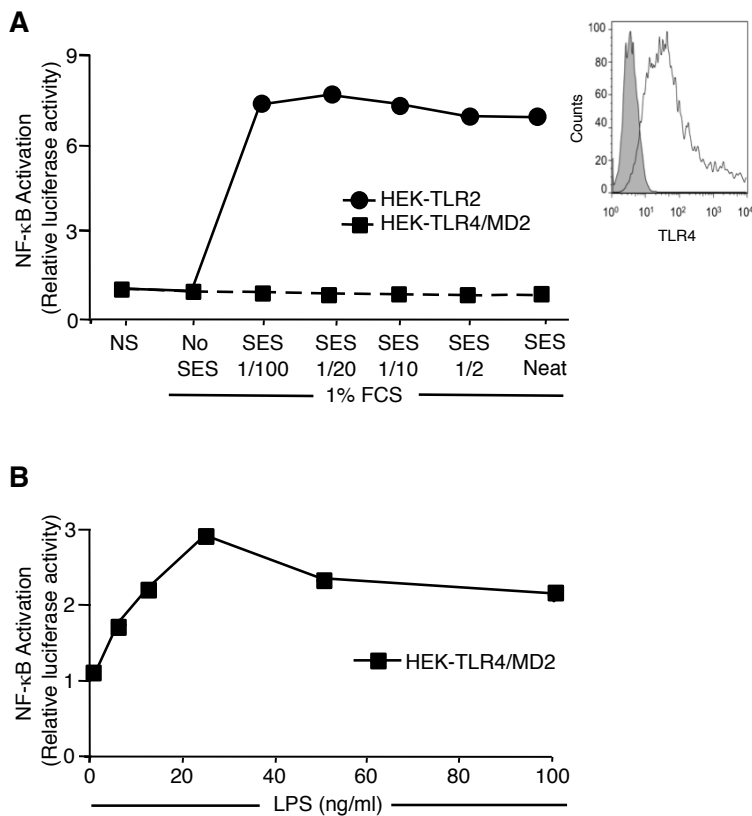 A
NF-κB Activation
(Relative luciferase activity)
9
6
3
0
HEK-TLR2
HEK-TLR4/MD2
NS
No
SES
SES
1/100
SES
1/20
SES
1/10
SES
1/2
SES
Neat
1% FCS
Counts
100
80
60
40
20
0
10⁰
10¹
10²
10³
10⁴
TLR4
B
NF-κB Activation
(Relative luciferase activity)
3
2
1
0
HEK-TLR4/MD2
0
20
40
60
80
100
LPS (ng/ml)